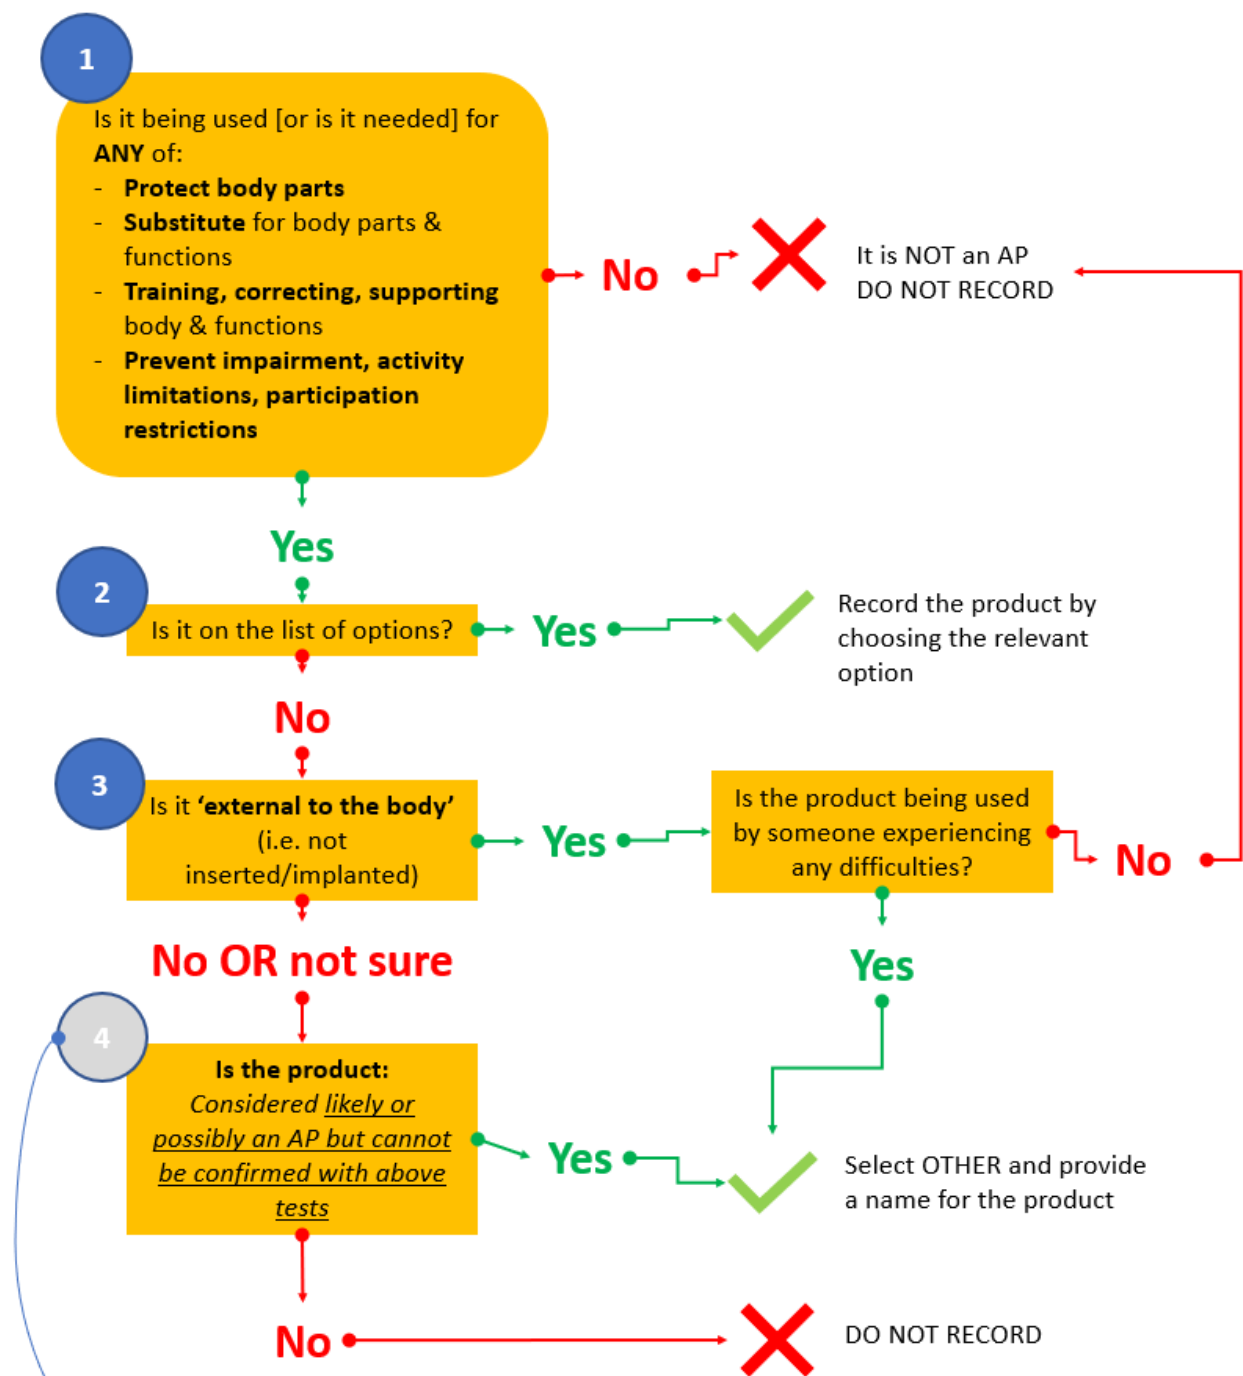 1
Is it being used [or is it needed] for
ANY of:
- Protect body parts
- Substitute for body parts &
functions
- Training, correcting, supporting
body & functions
- Prevent impairment, activity
limitations, participation
restrictions
No
It is NOT an AP
DO NOT RECORD
Yes
2
Is it on the list of options?
Yes
Record the product by
choosing the relevant
option
No
3
Is it ‘external to the body’
(i.e. not
inserted/implanted)
Yes
Is the product being used
by someone experiencing
any difficulties?
No
No OR not sure
Yes
4
Is the product:
Considered likely or
possibly an AP but cannot
be confirmed with above
tests
Yes
Select OTHER and provide
a name for the product
No
DO NOT RECORD